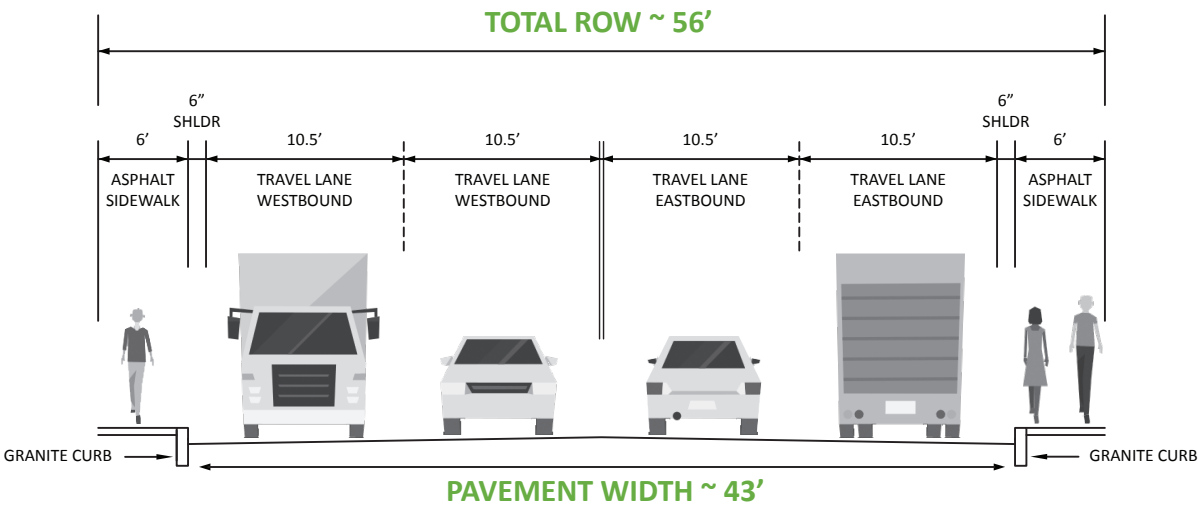 TOTAL ROW ~ 56’
6”
SHLDR
6”
SHLDR
6’
10.5’
10.5’
10.5’
10.5’
6’
ASPHALT
SIDEWALK
TRAVEL LANE
WESTBOUND
TRAVEL LANE
WESTBOUND
TRAVEL LANE
EASTBOUND
TRAVEL LANE
EASTBOUND
ASPHALT
SIDEWALK
GRANITE CURB
GRANITE CURB
PAVEMENT WIDTH ~ 43’